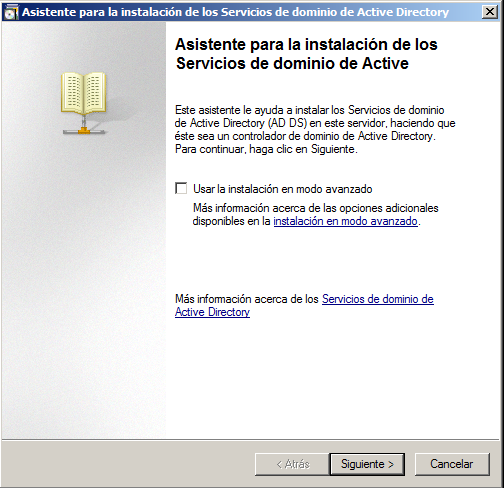 Asistente para la instalación de los Servicios de dominio de Active Directory
Asistente para la instalación de los
Servicios de dominio de Active
Este asistente le ayuda a instalar los Servicios de dominio
de Active Directory (AD DS) en este servidor, haciendo que
éste sea un controlador de dominio de Active Directory.
Para continuar, haga clic en Siguiente.
Usar la instalación en modo avanzado
Más información acerca de las opciones adicionales
disponibles en la instalación en modo avanzado.
Más información acerca de los Servicios de dominio de
Active Directory
< Atrás
Siguiente >
Cancelar